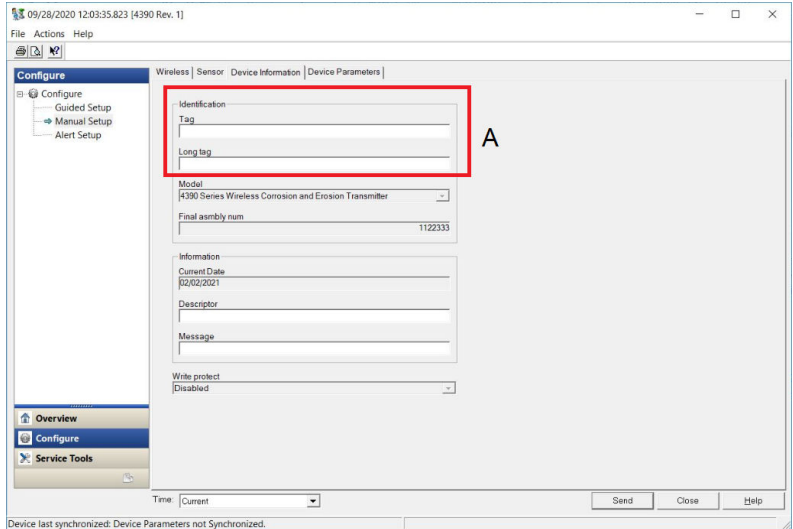 09/28/2020 12:03:35.823 [4390 Rev. 1]
File Actions Help
Configure
Configure
Guided Setup
Manual Setup
Alert Setup
Overview
Configure
Service Tools
Wireless Sensor Device Information Device Parameters
Identification
Tag
Long tag
A
Model
4390 Series Wireless Corrosion and Erosion Transmitter
Final asmbly num
1122333
Information
Current Date
02/02/2021
Descriptor
Message
Write protect
Disabled
Time: Current
Send Close Help
Device last synchronized: Device Parameters not Synchronized.